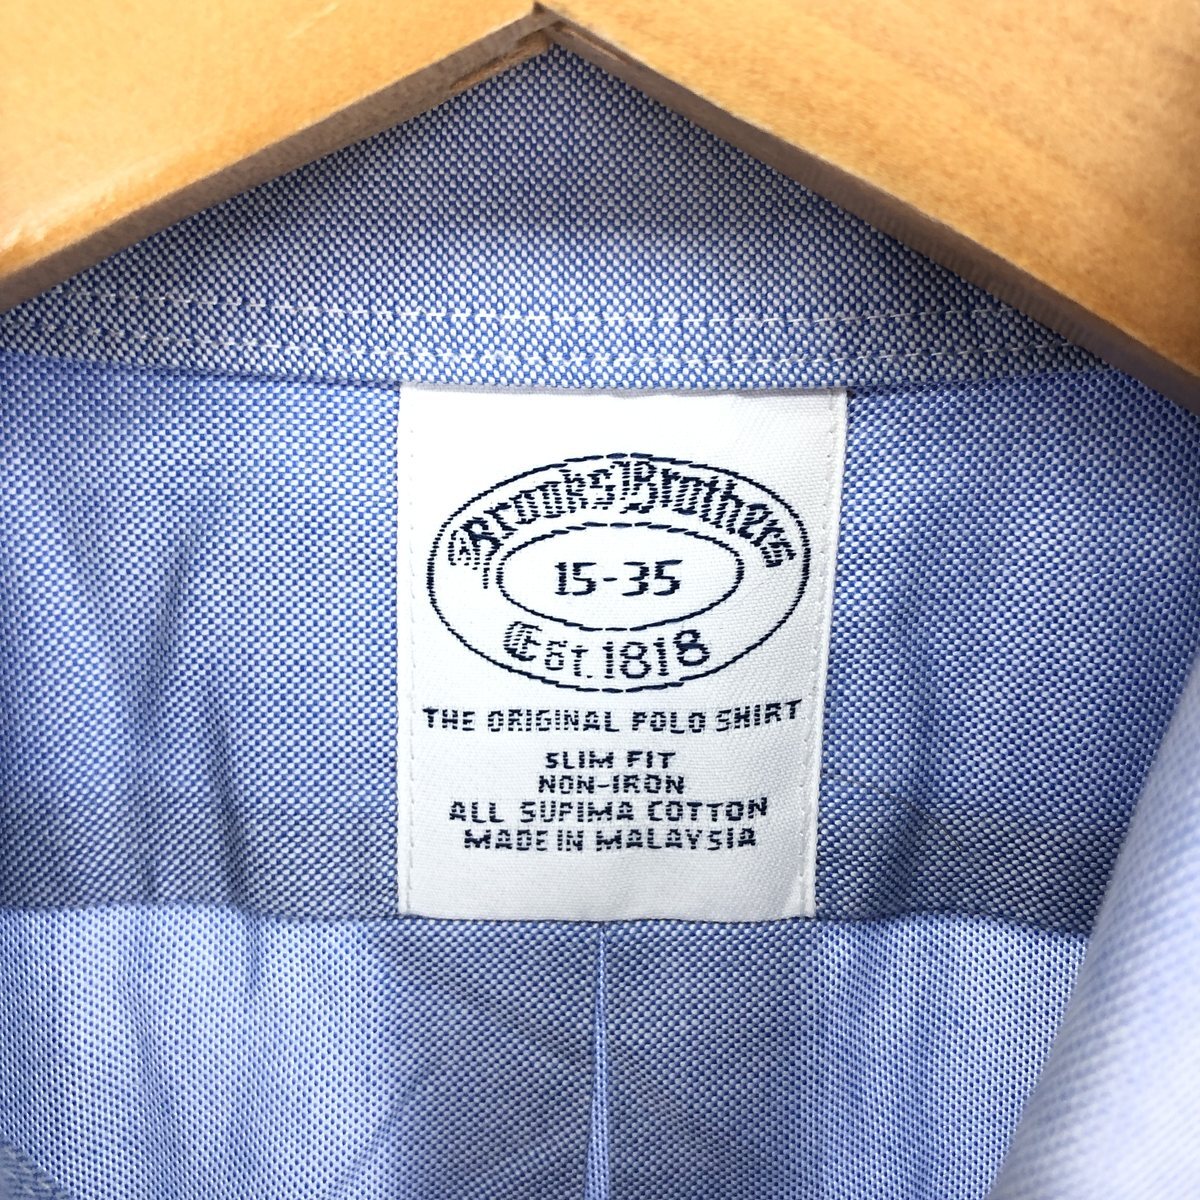 Brooks Brothers
15-35
Est. 1818
THE ORIGINAL POLO SHIRT
SLIM FIT
NON-IRON
ALL SUPIMA COTTON
MADE IN MALAYSIA